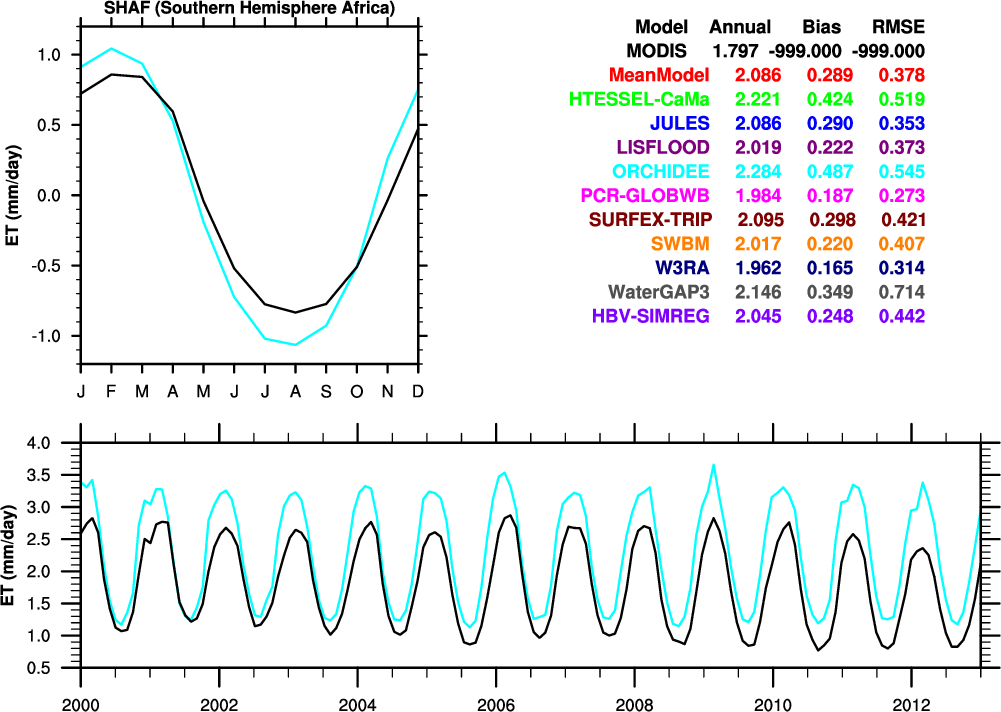 SHAF (Southern Hemisphere Africa)
ET (mm/day)
1.0
0.5
0.0
-0.5
-1.0
J F M A M J J A S O N D
Model Annual Bias RMSE
MODIS 1.797 -999.000 -999.000
MeanModel 2.086 0.289 0.378
HTESSEL-CaMa 2.221 0.424 0.519
JULES 2.086 0.290 0.353
LISFLOOD 2.019 0.222 0.373
ORCHIDEE 2.284 0.487 0.545
PCR-GLOBWB 1.984 0.187 0.273
SURFEX-TRIP 2.095 0.298 0.421
SWBM 2.017 0.220 0.407
W3RA 1.962 0.165 0.314
WaterGAP3 2.146 0.349 0.714
HBV-SIMREG 2.045 0.248 0.442
ET (mm/day)
4.0
3.5
3.0
2.5
2.0
1.5
1.0
0.5
2000 2002 2004 2006 2008 2010 2012